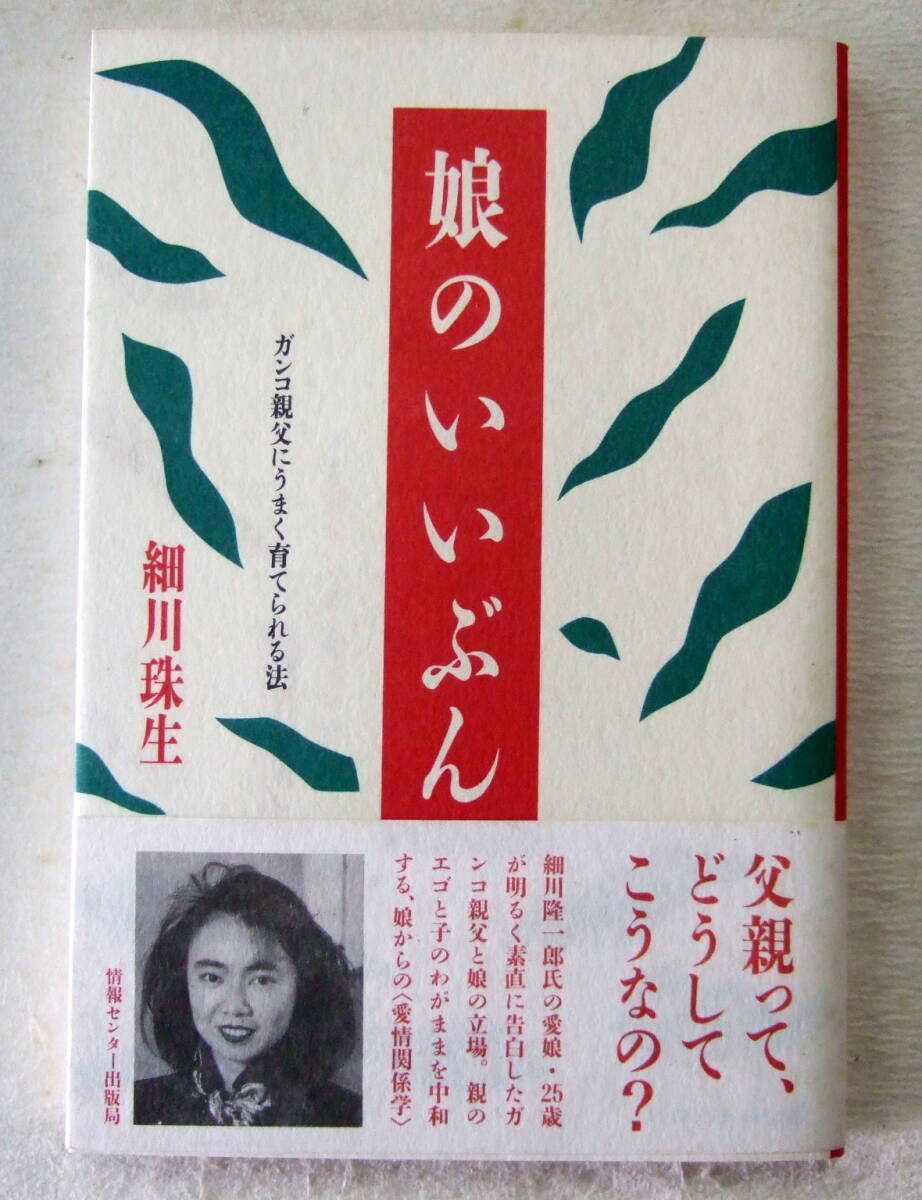 娘のいいぶん
ガンコ親父にうまく育てられる法
細川珠生
父親って、
どうして
こうなの?
細川隆一郎氏の愛娘・25歳
が明るく素直に告白したガ
ンコ親父と娘の立場。親の
エゴと子のわがままを中和
する、娘からの〈愛情関係学〉
情報センター出版局